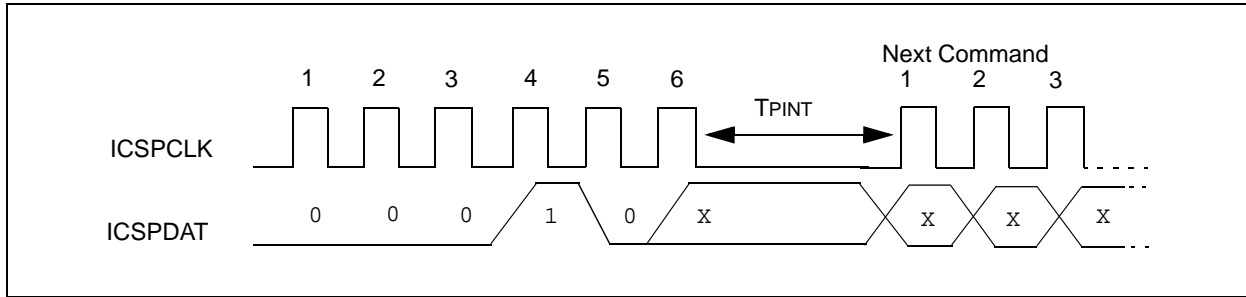 Next Command
1 2 3 4 5 6 1 2 3
TPINT
ICSPCLK
0 0 0 1 0 X X X X
ICSPDAT